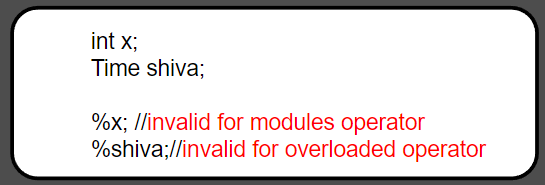 int x;
Time shiva;
%x; //invalid for modules operator
%shiva;//invalid for overloaded operator